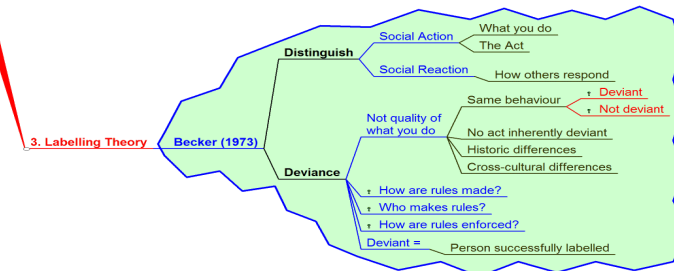 3. Labelling Theory
Becker (1973)
Distinguish
Social Action
What you do
The Act
Social Reaction
How others respond
Deviance
Not quality of
what you do
Same behaviour
Deviant
Not deviant
No act inherently deviant
Historic differences
Cross-cultural differences
How are rules made?
Who makes rules?
How are rules enforced?
Deviant =
Person successfully labelled